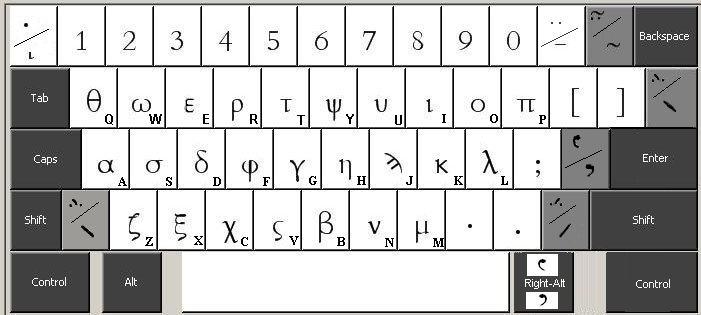 1 2 3 4 5 6 7 8 9 0 ¨ – ~ Backspace
Tab θ Q ω W ε E ρ R τ T ψ Y υ U ι I ο O π P [ ]
Caps α A σ S δ D φ F γ G η H ϡ J κ K λ L ; Enter
Shift ζ Z ξ X χ C ς V β B ν N μ M · . Shift
Control Alt Right-Alt Control